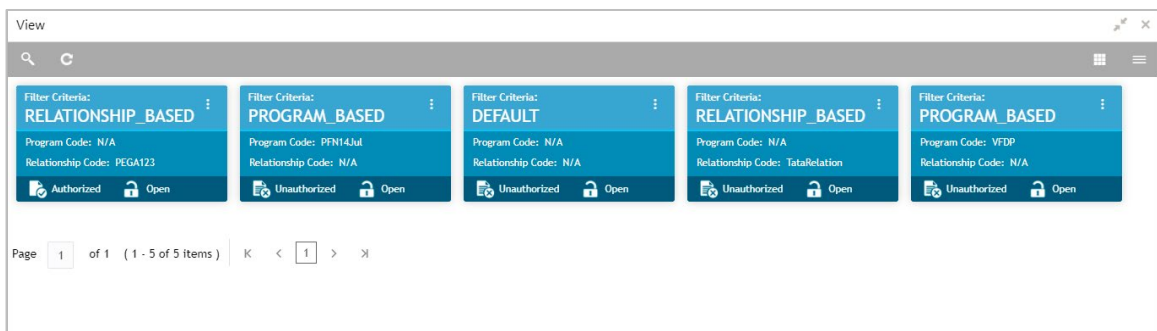 View
Filter Criteria:
RELATIONSHIP_BASED
Program Code: N/A
Relationship Code: PEGA123
Authorized Open
Filter Criteria:
PROGRAM_BASED
Program Code: PFN14Jul
Relationship Code: N/A
Unauthorized Open
Filter Criteria:
DEFAULT
Program Code: N/A
Relationship Code: N/A
Unauthorized Open
Filter Criteria:
RELATIONSHIP_BASED
Program Code: N/A
Relationship Code: TataRelation
Unauthorized Open
Filter Criteria:
PROGRAM_BASED
Program Code: VFDP
Relationship Code: N/A
Unauthorized Open
Page 1 of 1 ( 1 - 5 of 5 items ) 1